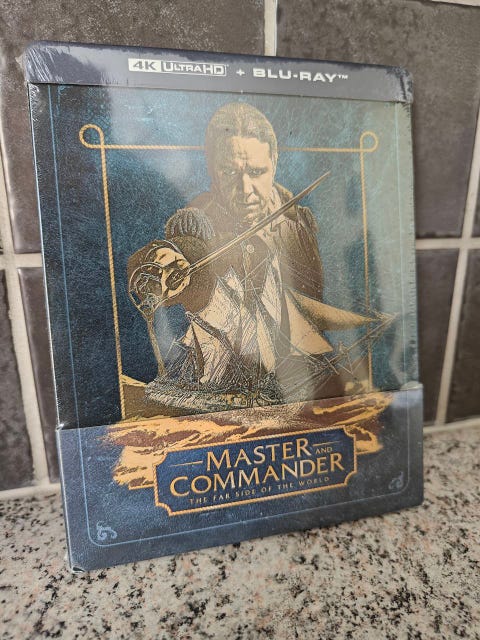 4K ULTRA HD + BLU-RAY™
MASTER AND
COMMANDER
THE FAR SIDE OF THE WORLD